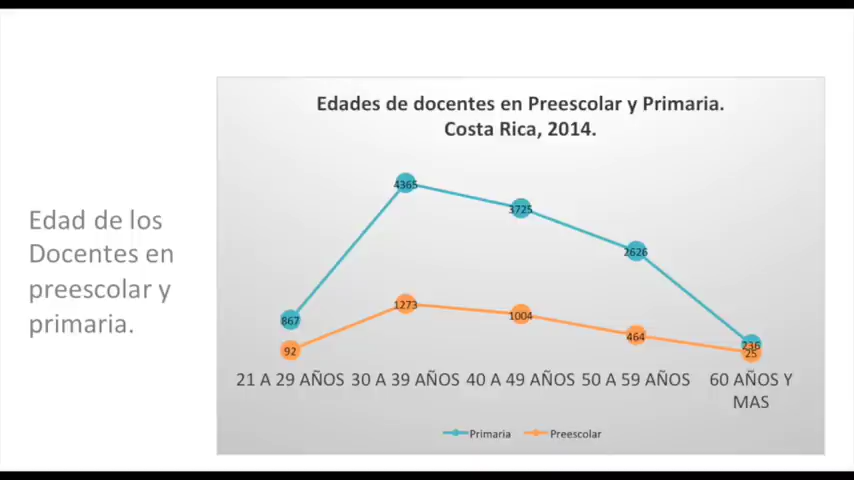 Edad de los
Docentes en
preescolar y
primaria.
Edades de docentes en Preescolar y Primaria.
Costa Rica, 2014.
4365
3725
2626
867
236
1273
1004
464
92
25
21 A 29 AÑOS 30 A 39 AÑOS 40 A 49 AÑOS 50 A 59 AÑOS 60 AÑOS Y
MAS
Primaria Preescolar